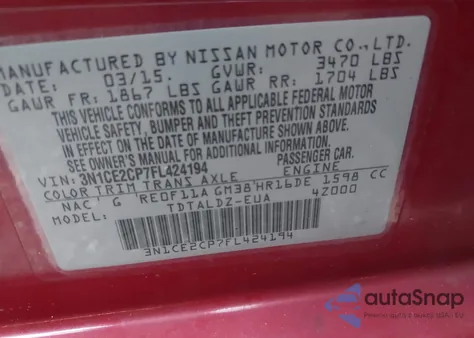 MANUFACTURED BY NISSAN MOTOR CO., LTD.
DATE: 03/15. GVWR: 3470 LBS
GAWR FR: 1867 LBS GAWR RR: 1704 LBS
THIS VEHICLE CONFORMS TO ALL APPLICABLE FEDERAL MOTOR
VEHICLE SAFETY, BUMPER AND THEFT PREVENTION STANDARDS
IN EFFECT ON THE DATE OF MANUFACTURE SHOWN ABOVE.
SEE OWNER'S MANUAL FOR ADDITIONAL INFORMATION.
VIN: 3N1CE2CP7FL424194 PASSENGER CAR
COLOR TRIM TRANS AXLE ENGINE
NAC G RE0F11A GM38 HR16DE 1598 CC
TDTALDZ-EUA 4Z000
3N1CE2CP7FL424194
autoSnap